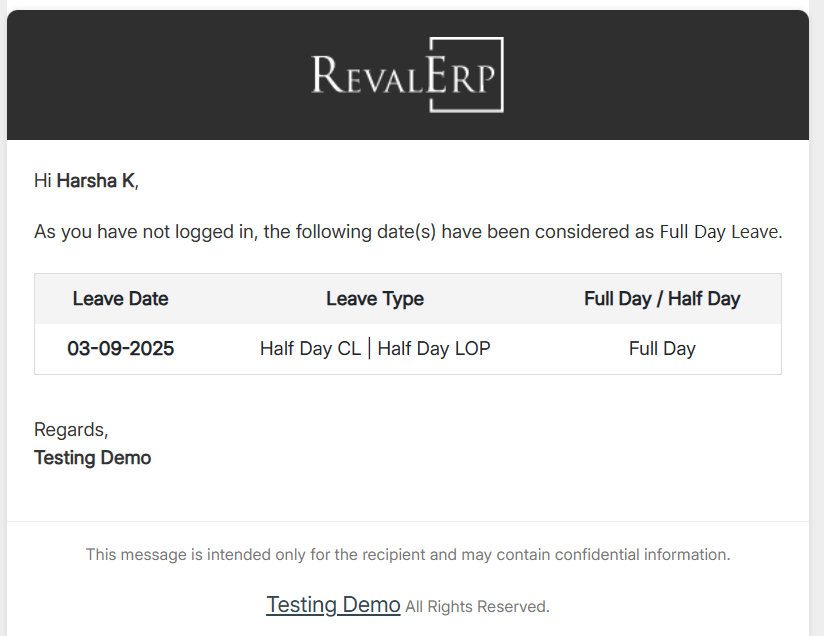 RevalErp
Hi Harsha K,
As you have not logged in, the following date(s) have been considered as Full Day Leave.
Leave Date Leave Type Full Day / Half Day
03-09-2025 Half Day CL | Half Day LOP Full Day
Regards,
Testing Demo
This message is intended only for the recipient and may contain confidential information.
Testing Demo All Rights Reserved.